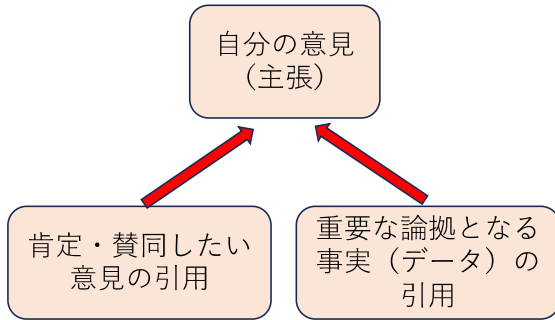 自分の意見
（主張）
肯定・賛同したい
意見の引用
重要な論拠となる
事実（データ）の
引用